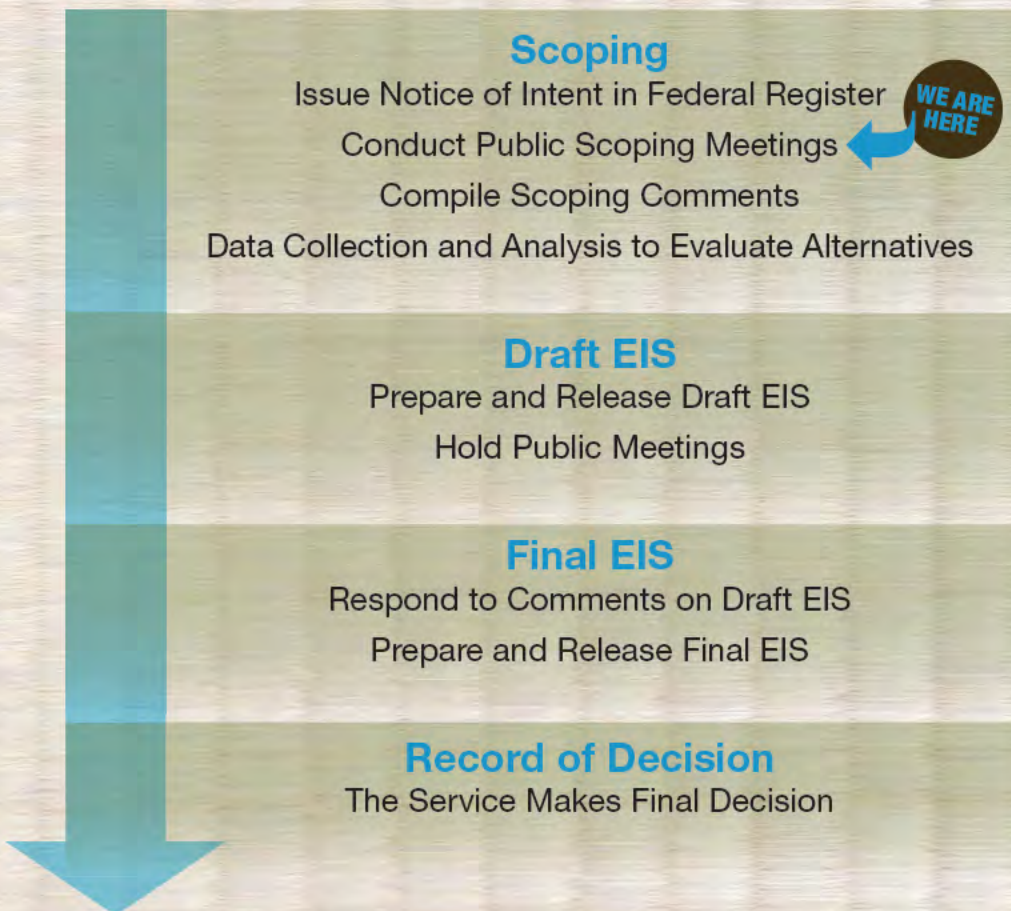 Scoping
Issue Notice of Intent in Federal Register
WE ARE
HERE
Conduct Public Scoping Meetings
Compile Scoping Comments
Data Collection and Analysis to Evaluate Alternatives
Draft EIS
Prepare and Release Draft EIS
Hold Public Meetings
Final EIS
Respond to Comments on Draft EIS
Prepare and Release Final EIS
Record of Decision
The Service Makes Final Decision